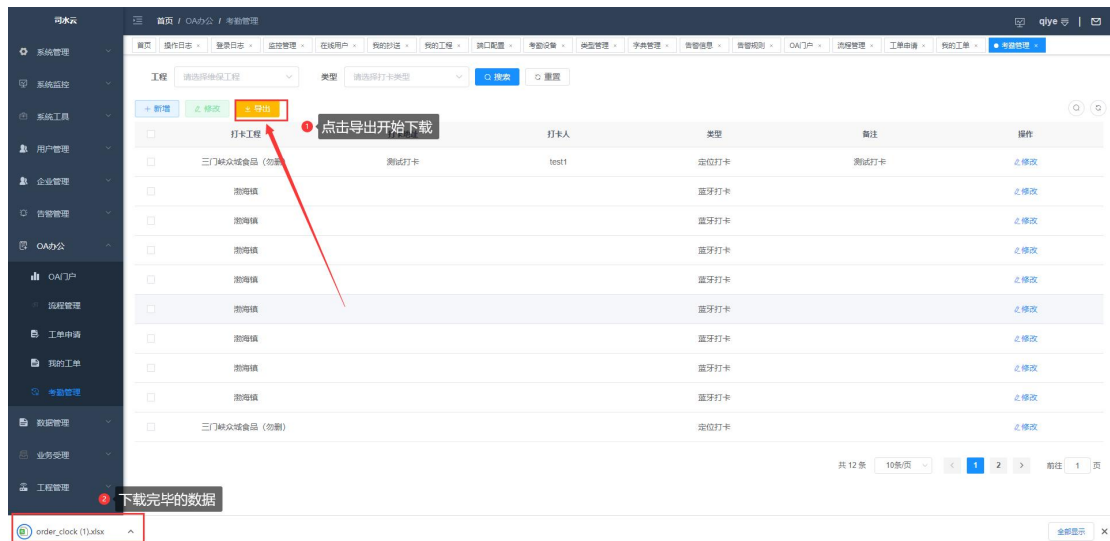 司水云
首页 / OA办公 / 考勤管理
qiye
首页 操作日志 × 登录日志 × 监控管理 × 在线用户 × 我的抄送 × 我的工程 × 端口配置 × 考勤设备 × 类型管理 × 字典管理 × 告警信息 × 告警规则 × OA门户 × 流程管理 × 工单申请 × 我的工单 × ● 考勤管理 ×
系统管理
系统监控
系统工具
用户管理
企业管理
告警管理
OA办公
OA门户
流程管理
工单申请
我的工单
考勤管理
数据管理
业务受理
工程管理
工程 请选择维保工程 类型 请选择打卡类型 搜索 重置
+ 新增 修改 导出
1 点击导出开始下载
打卡工程 打卡人 类型 备注 操作
三门峡众城食品（勿删） 测试打卡 test1 定位打卡 测试打卡 修改
渤海镇 蓝牙打卡 修改
渤海镇 蓝牙打卡 修改
渤海镇 蓝牙打卡 修改
渤海镇 蓝牙打卡 修改
渤海镇 蓝牙打卡 修改
渤海镇 蓝牙打卡 修改
渤海镇 蓝牙打卡 修改
渤海镇 蓝牙打卡 修改
三门峡众城食品（勿删） 定位打卡 修改
共 12 条 10条/页 < 1 2 > 前往 1 页
2 下载完毕的数据
order_clock (1).xlsx
全部显示 ×